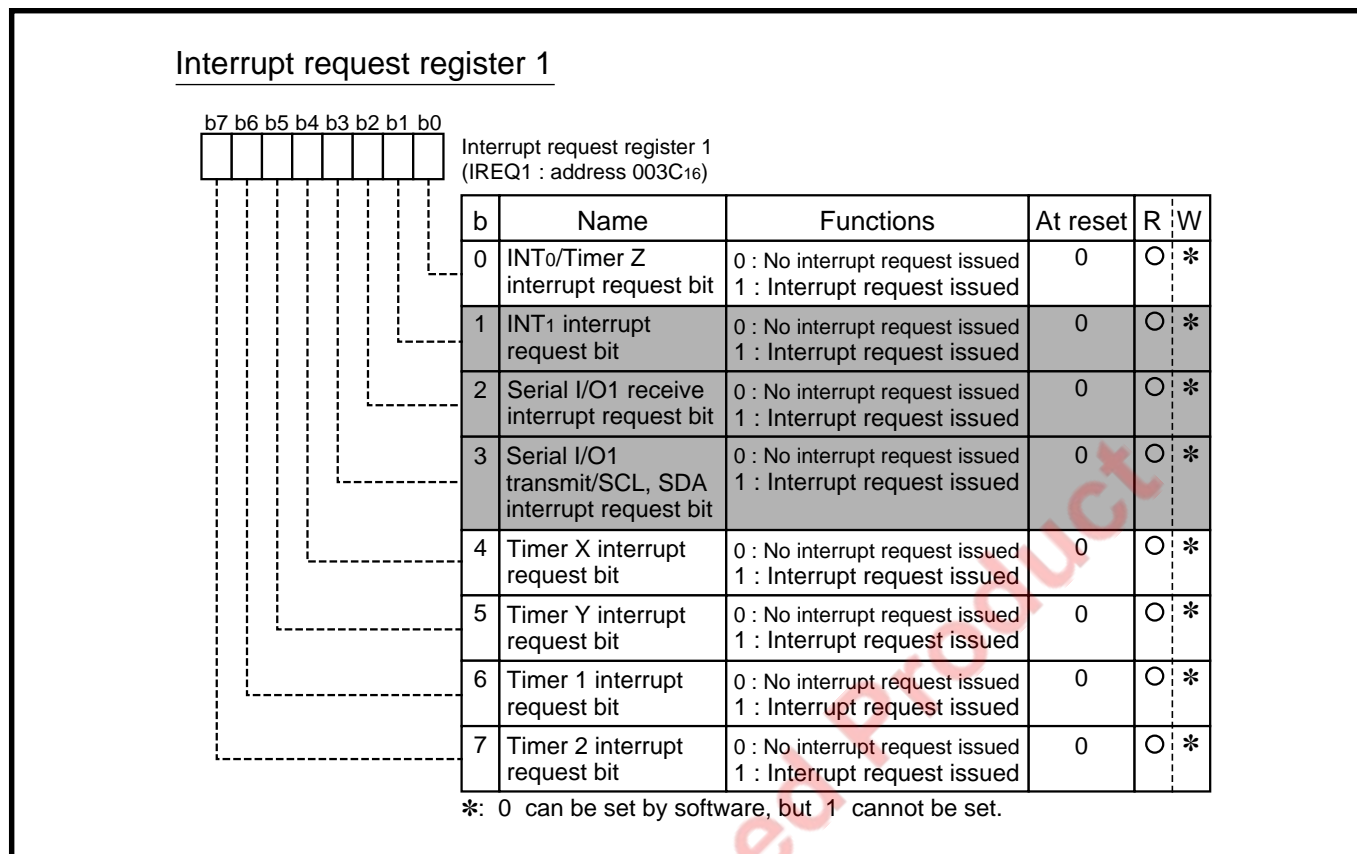 Interrupt request register 1
b7 b6 b5 b4 b3 b2 b1 b0
Interrupt request register 1
(IREQ1 : address 003C16)
b Name Functions At reset R W
0 INT0/Timer Z interrupt request bit 0 : No interrupt request issued 0 ○ ✻
1 : Interrupt request issued
1 INT1 interrupt request bit 0 : No interrupt request issued 0 ○ ✻
1 : Interrupt request issued
2 Serial I/O1 receive interrupt request bit 0 : No interrupt request issued 0 ○ ✻
1 : Interrupt request issued
3 Serial I/O1 transmit/SCL, SDA interrupt request bit 0 : No interrupt request issued 0 ○ ✻
1 : Interrupt request issued
4 Timer X interrupt request bit 0 : No interrupt request issued 0 ○ ✻
1 : Interrupt request issued
5 Timer Y interrupt request bit 0 : No interrupt request issued 0 ○ ✻
1 : Interrupt request issued
6 Timer 1 interrupt request bit 0 : No interrupt request issued 0 ○ ✻
1 : Interrupt request issued
7 Timer 2 interrupt request bit 0 : No interrupt request issued 0 ○ ✻
1 : Interrupt request issued
✻: 0 can be set by software, but 1 cannot be set.
ed Product